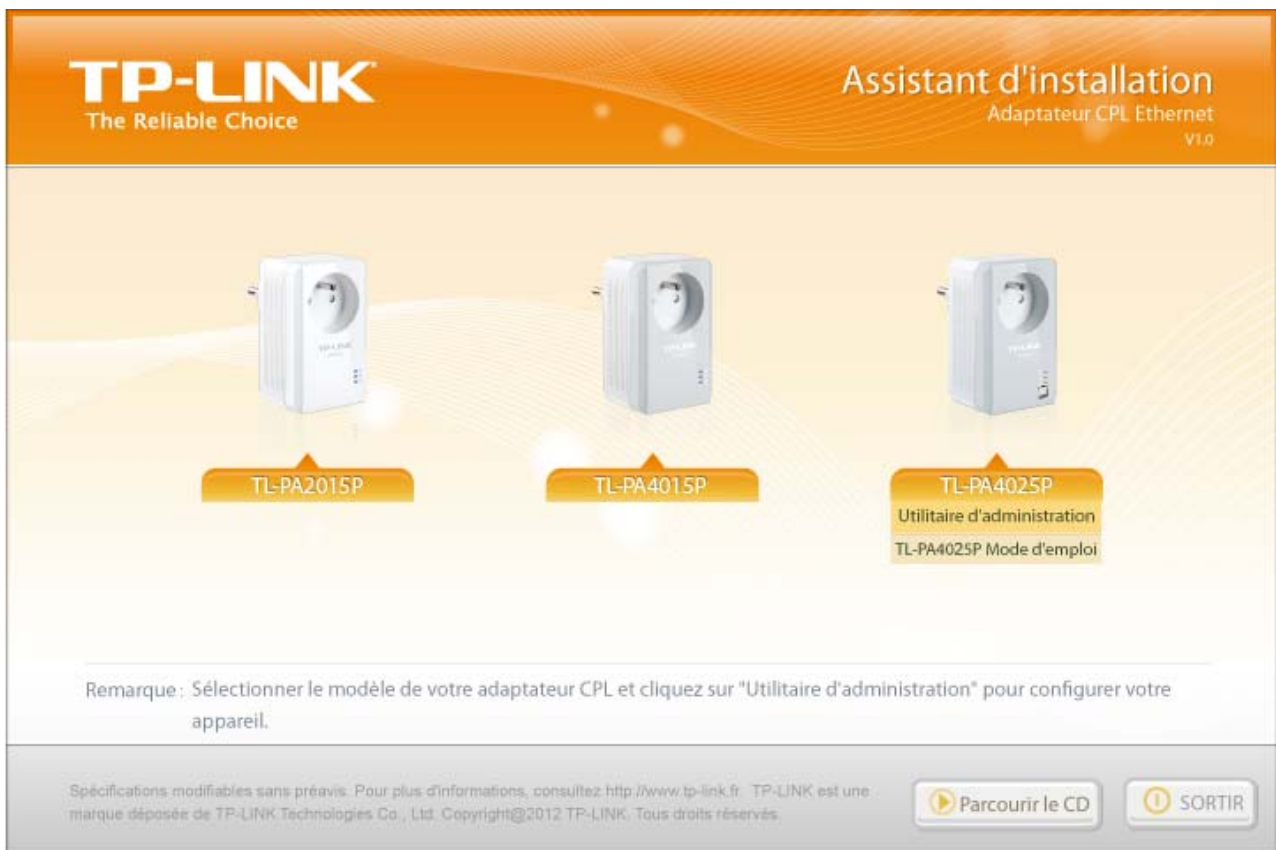 TP-LINK
The Reliable Choice
Assistant d'installation
Adaptateur CPL Ethernet
V1.0
TL-PA2015P
TL-PA4015P
TL-PA4025P
Utilitaire d'administration
TL-PA4025P Mode d'emploi
Remarque : Sélectionner le modèle de votre adaptateur CPL et cliquez sur "Utilitaire d'administration" pour configurer votre
appareil.
Spécifications modifiables sans préavis. Pour plus d'informations, consultez http://www.tp-link.fr TP-LINK est une
marque déposée de TP-LINK Technologies Co., Ltd. Copyright@2012 TP-LINK. Tous droits réservés.
Parcourir le CD
SORTIR